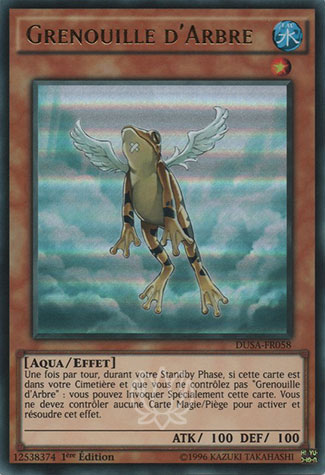 GRENOUILLE D'ARBRE
水
DUSA-FR058
[AQUA/EFFET]
Une fois par tour, durant votre Standby Phase, si cette carte est
dans votre Cimetière et que vous ne contrôlez pas "Grenouille
d'Arbre" : vous pouvez Invoquer Spécialement cette carte. Vous
ne devez contrôler aucune Carte Magie/Piège pour activer et
résoudre cet effet.
ATK/ 100 DEF/ 100
12538374 1ère Édition ©1996 KAZUKI TAKAHASHI